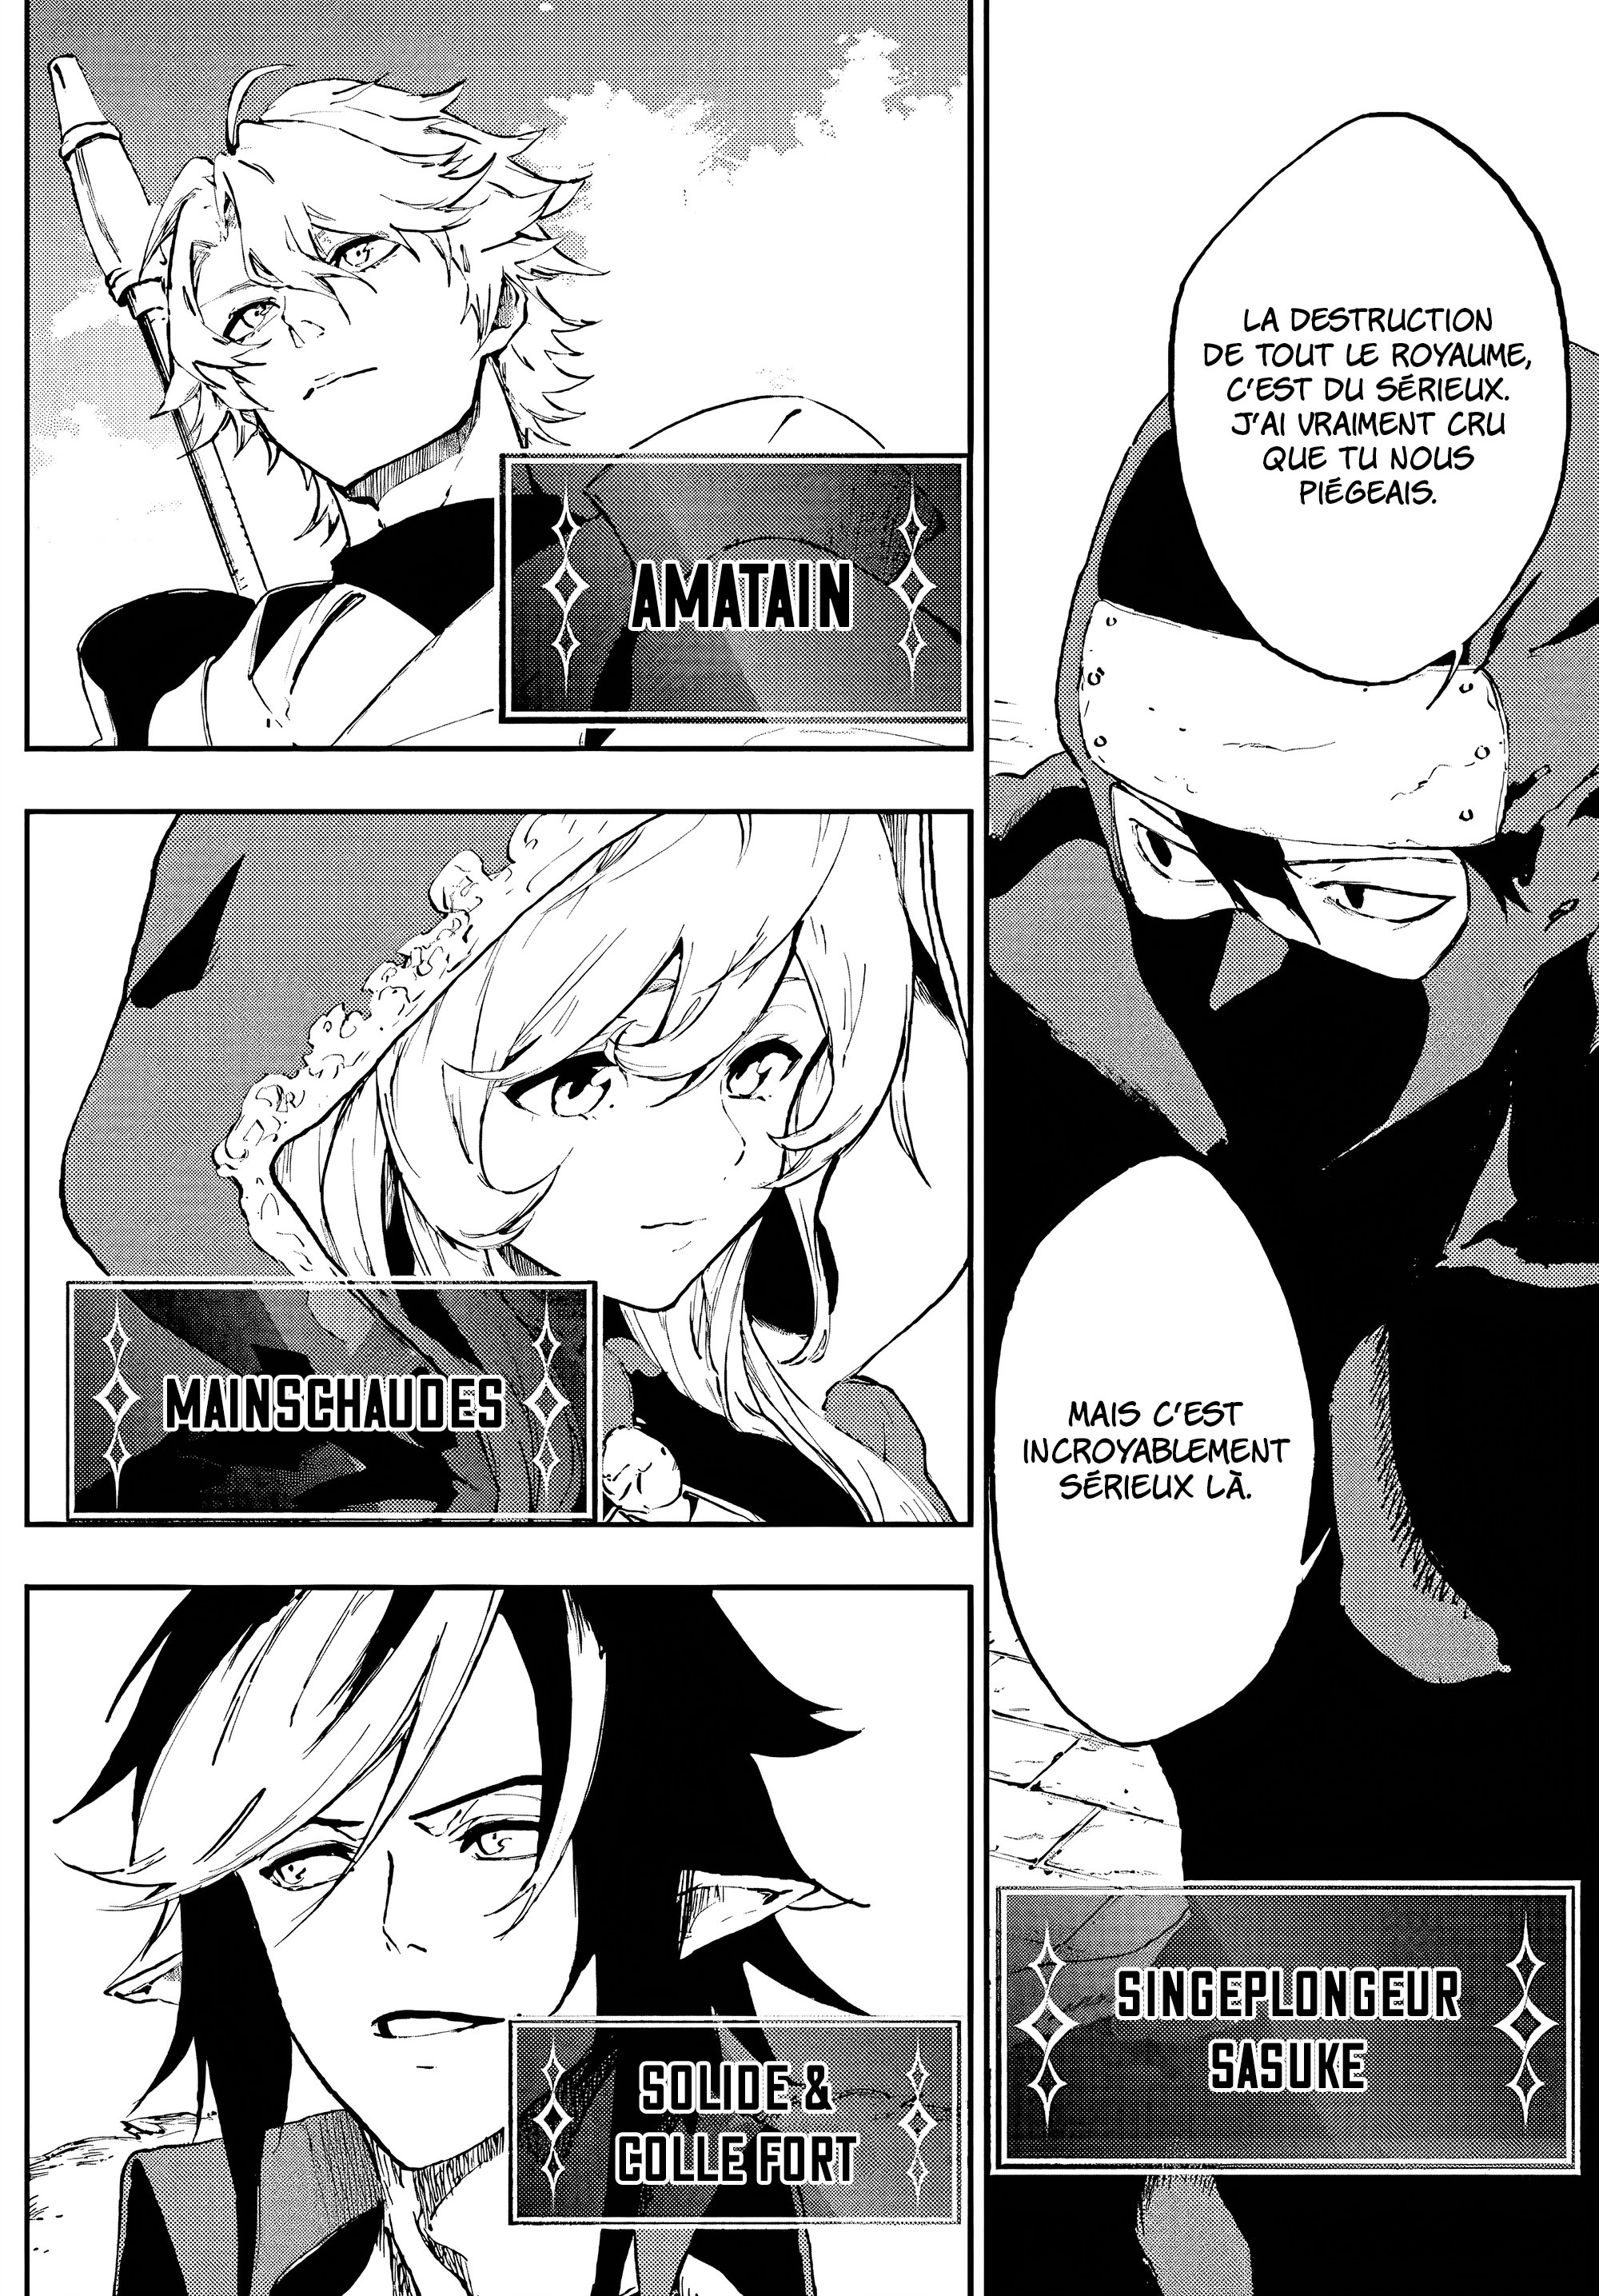 LA DESTRUCTION
DE TOUT LE ROYAUME,
C'EST DU SÉRIEUX.
J'AI VRAIMENT CRU
QUE TU NOUS
PIÉGEAIS.
MAIS C'EST
INCROYABLEMENT
SÉRIEUX LÀ.
SINGEPLONGEUR
SASUKE
AMATAIN
MAINSCHAUDES
SOLIDE &
COLLE FORT